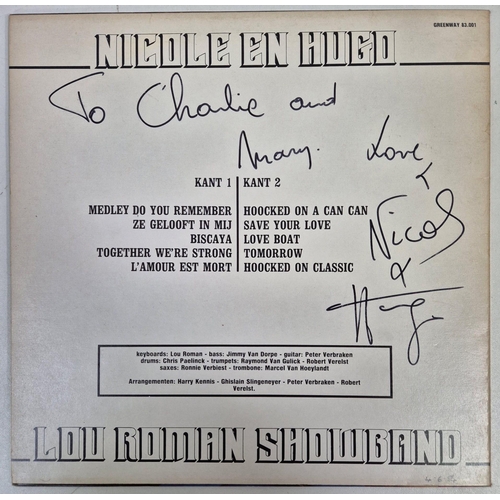 GREENWAY 63.001
NICOLE EN HUGO
To Charlie and
Mary. Love
Nicole
&
Hugo
KANT 1 KANT 2
MEDLEY DO YOU REMEMBER HOOCKED ON A CAN CAN
ZE GELOOFT IN MIJ SAVE YOUR LOVE
BISCAYA LOVE BOAT
TOGETHER WE'RE STRONG TOMORROW
L'AMOUR EST MORT HOOCKED ON CLASSIC
keyboards: Lou Roman - bass: Jimmy Van Dorpe - guitar: Peter Verbraken
drums: Chris Paelinck - trumpets: Raymond Van Gulick - Robert Verelst
saxes: Ronnie Verbiest - trombone: Marcel Van Hoeylandt
Arrangementen: Harry Kennis - Ghislain Slingeneyer - Peter Verbraken - Robert
Verelst.
LOU ROMAN SHOWBAND